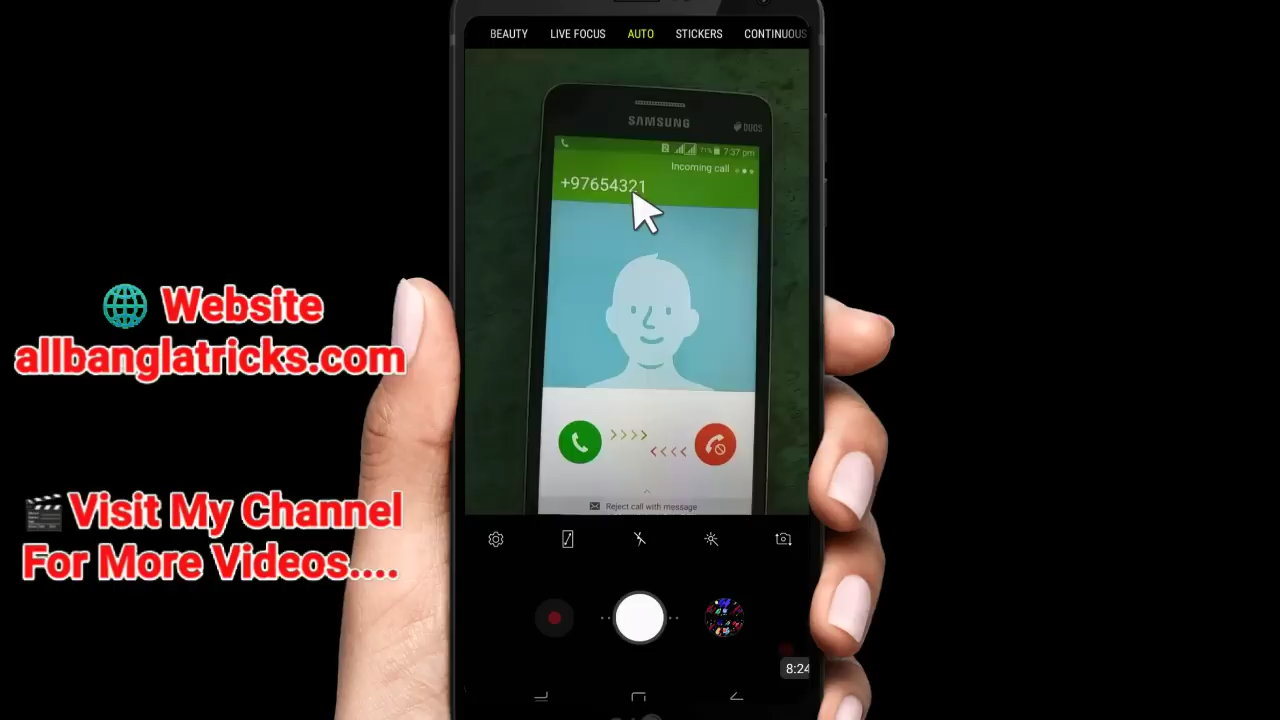 BEAUTY LIVE FOCUS AUTO STICKERS CONTINUOUS
SAMSUNG
DUOS
71% 7:37 pm
Incoming call
+97654321
Reject call with message
🌐 Website
allbanglatricks.com
🎬Visit My Channel
For More Videos....
8:24